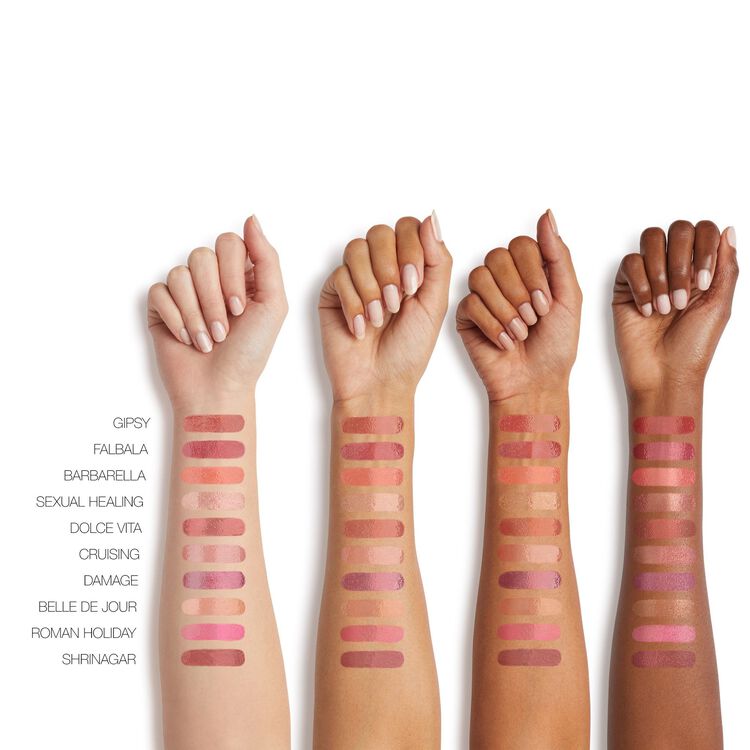 GIPSY
FALBALA
BARBARELLA
SEXUAL HEALING
DOLCE VITA
CRUISING
DAMAGE
BELLE DE JOUR
ROMAN HOLIDAY
SHRINAGAR